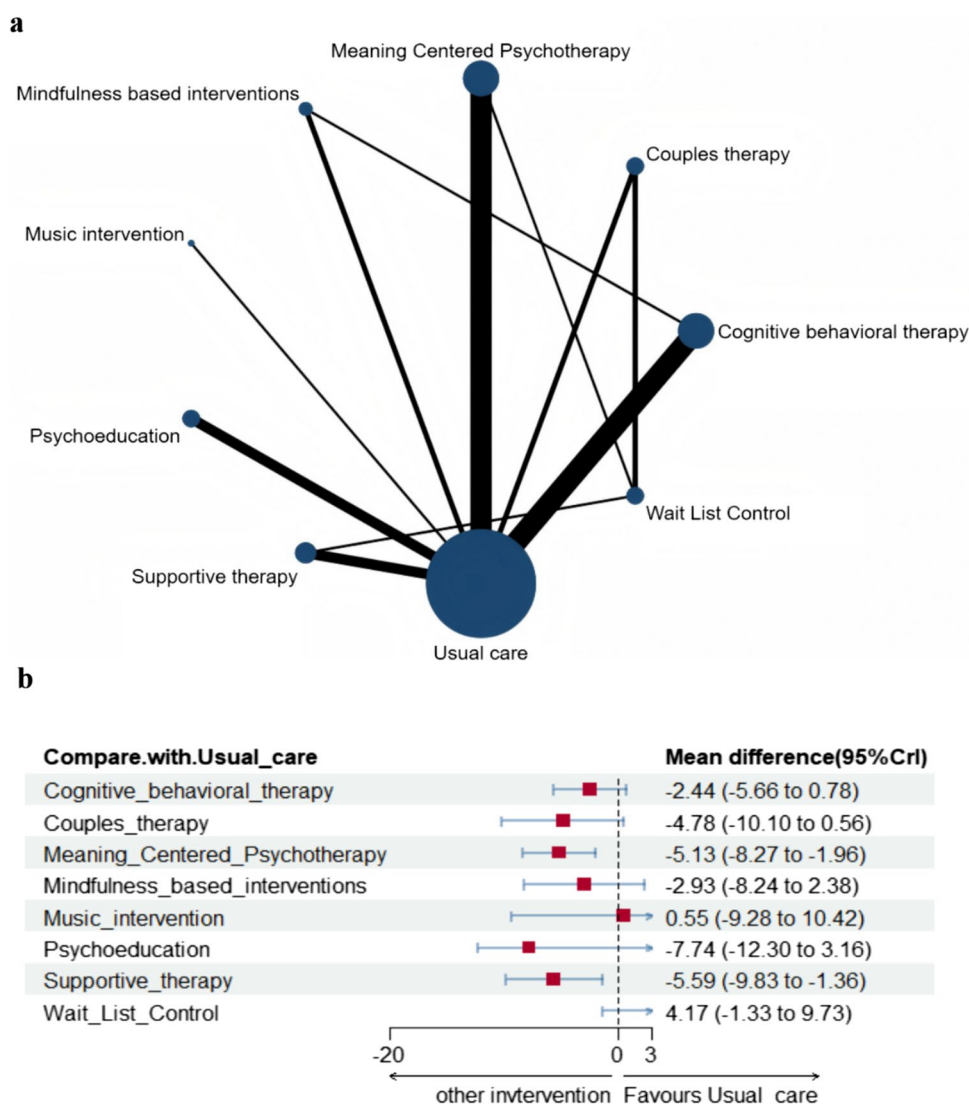 a
Meaning Centered Psychotherapy
Mindfulness based interventions
Couples therapy
Music intervention
Cognitive behavioral therapy
Psychoeducation
Wait List Control
Supportive therapy
Usual care
b
Compare.with.Usual_care Mean difference(95%CrI)
Cognitive_behavioral_therapy -2.44 (-5.66 to 0.78)
Couples_therapy -4.78 (-10.10 to 0.56)
Meaning_Centered_Psychotherapy -5.13 (-8.27 to -1.96)
Mindfulness_based_interventions -2.93 (-8.24 to 2.38)
Music_intervention 0.55 (-9.28 to 10.42)
Psychoeducation -7.74 (-12.30 to 3.16)
Supportive_therapy -5.59 (-9.83 to -1.36)
Wait_List_Control 4.17 (-1.33 to 9.73)
-20 0 3
other invtervention Favours Usual_care